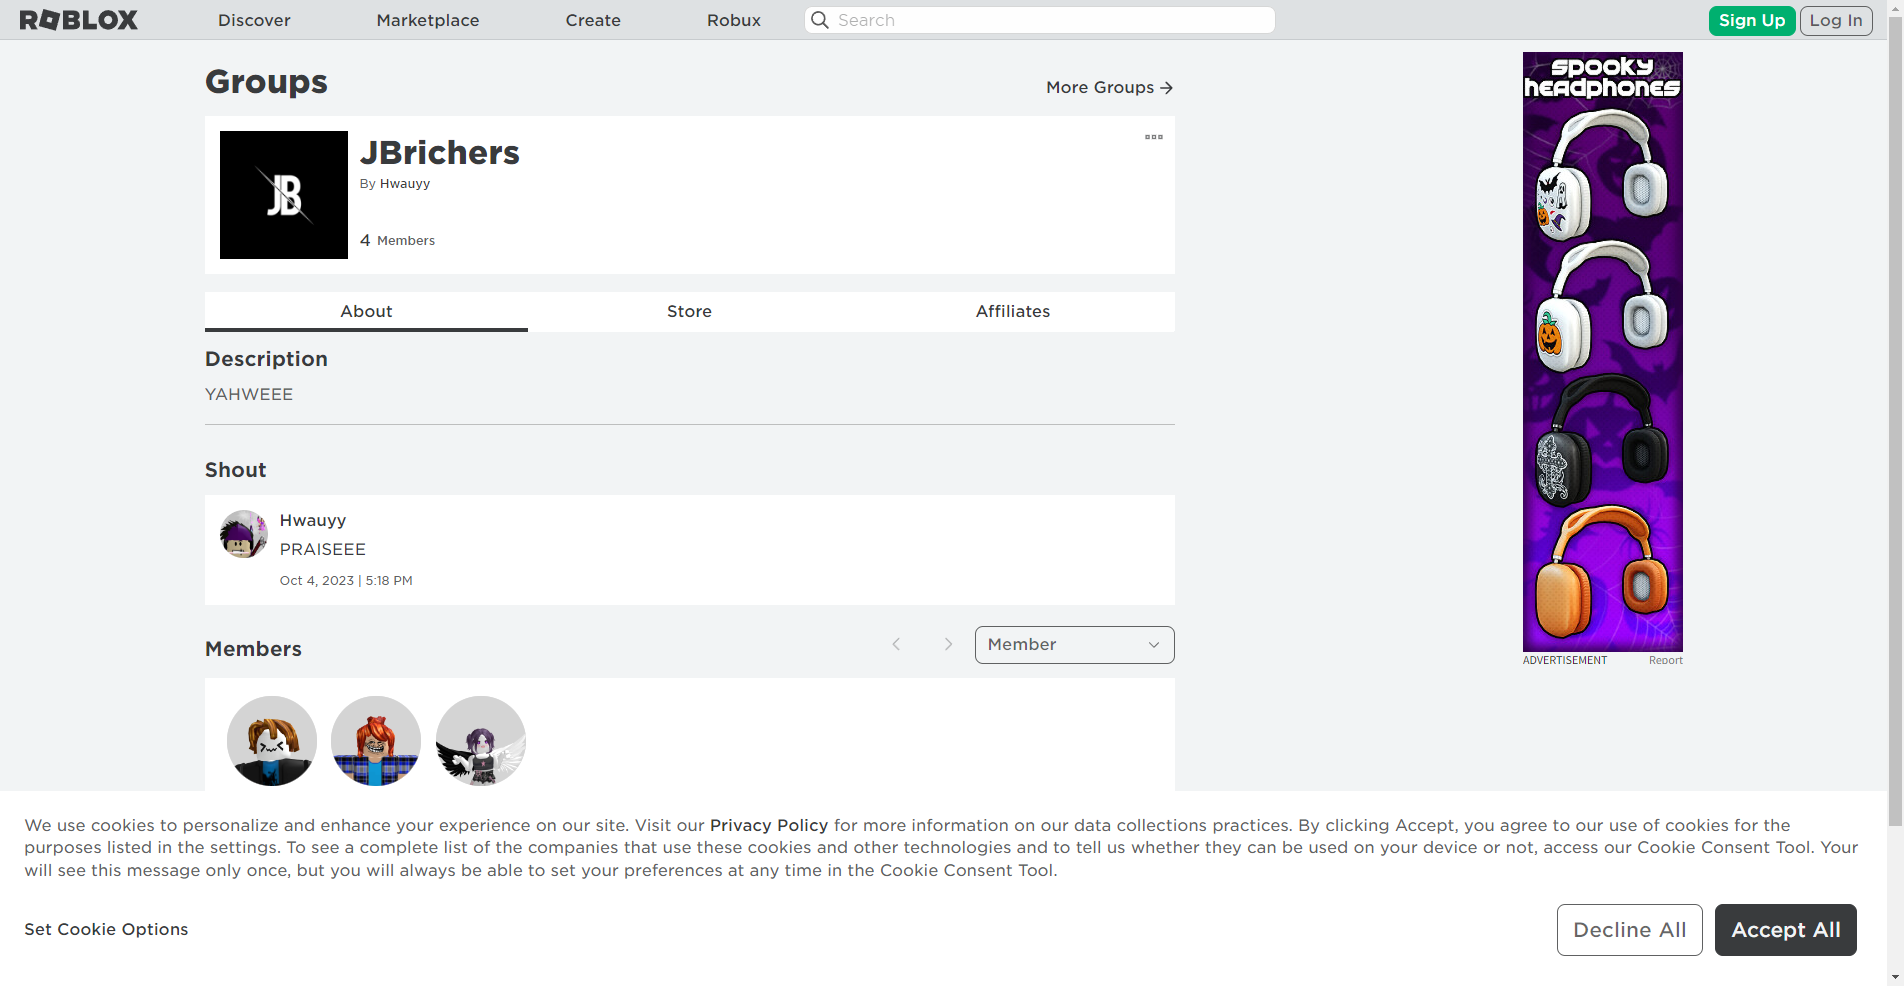 ROBLOX
Discover
Marketplace
Create
Robux
Search
Sign Up
Log In
Groups
More Groups
JB
JBrichers
By Hwauyy
4 Members
About
Store
Affiliates
Description
YAHWEEE
Shout
Hwauyy
PRAISEEE
Oct 4, 2023 | 5:18 PM
Members
Member
spooky
headphones
ADVERTISEMENT
Report
We use cookies to personalize and enhance your experience on our site. Visit our Privacy Policy for more information on our data collections practices. By clicking Accept, you agree to our use of cookies for the
purposes listed in the settings. To see a complete list of the companies that use these cookies and other technologies and to tell us whether they can be used on your device or not, access our Cookie Consent Tool. Your
will see this message only once, but you will always be able to set your preferences at any time in the Cookie Consent Tool.
Set Cookie Options
Decline All
Accept All